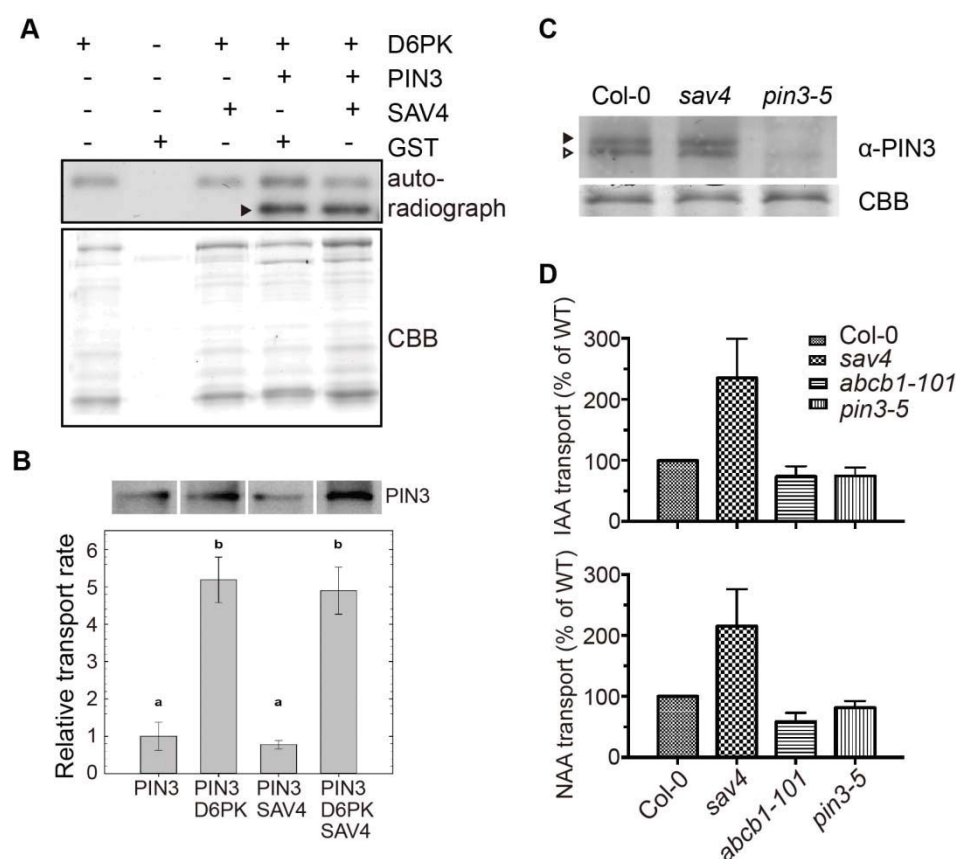 A
+ - + + + D6PK
- - - + + PIN3
- - + - + SAV4
- + - + - GST
auto-
radiograph
CBB
B
PIN3
Relative transport rate
6
5
4
3
2
1
0
a
b
a
b
PIN3
PIN3
D6PK
PIN3
SAV4
PIN3
D6PK
SAV4
C
Col-0 sav4 pin3-5
α-PIN3
CBB
D
IAA transport (% of WT)
300
200
100
0
Col-0
sav4
abcb1-101
pin3-5
NAA transport (% of WT)
300
200
100
0
Col-0
sav4
abcb1-101
pin3-5